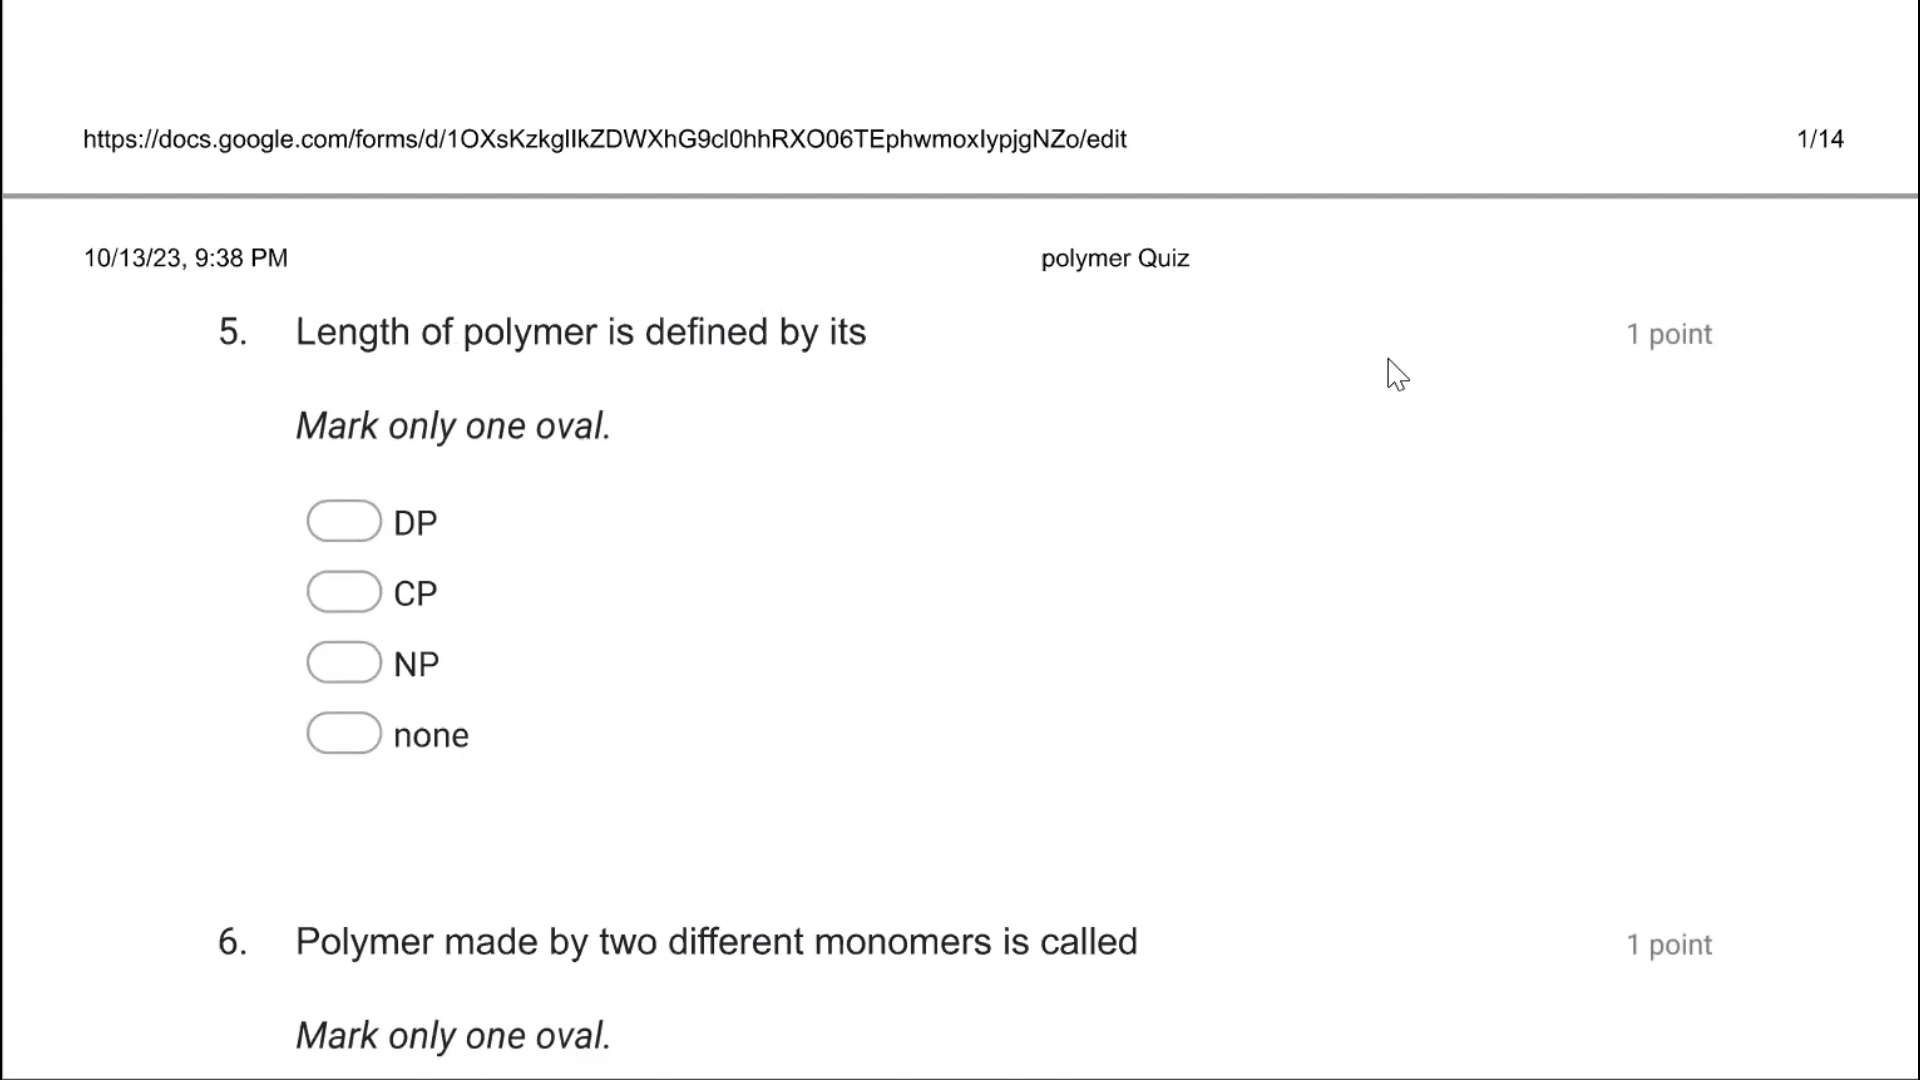 https://docs.google.com/forms/d/1OXsKzkgIlkZDWXhG9cl0hhRXO06TEphwmoxIypjgNZo/edit 1/14
10/13/23, 9:38 PM polymer Quiz
5. Length of polymer is defined by its 1 point
Mark only one oval.
DP
CP
NP
none
6. Polymer made by two different monomers is called 1 point
Mark only one oval.